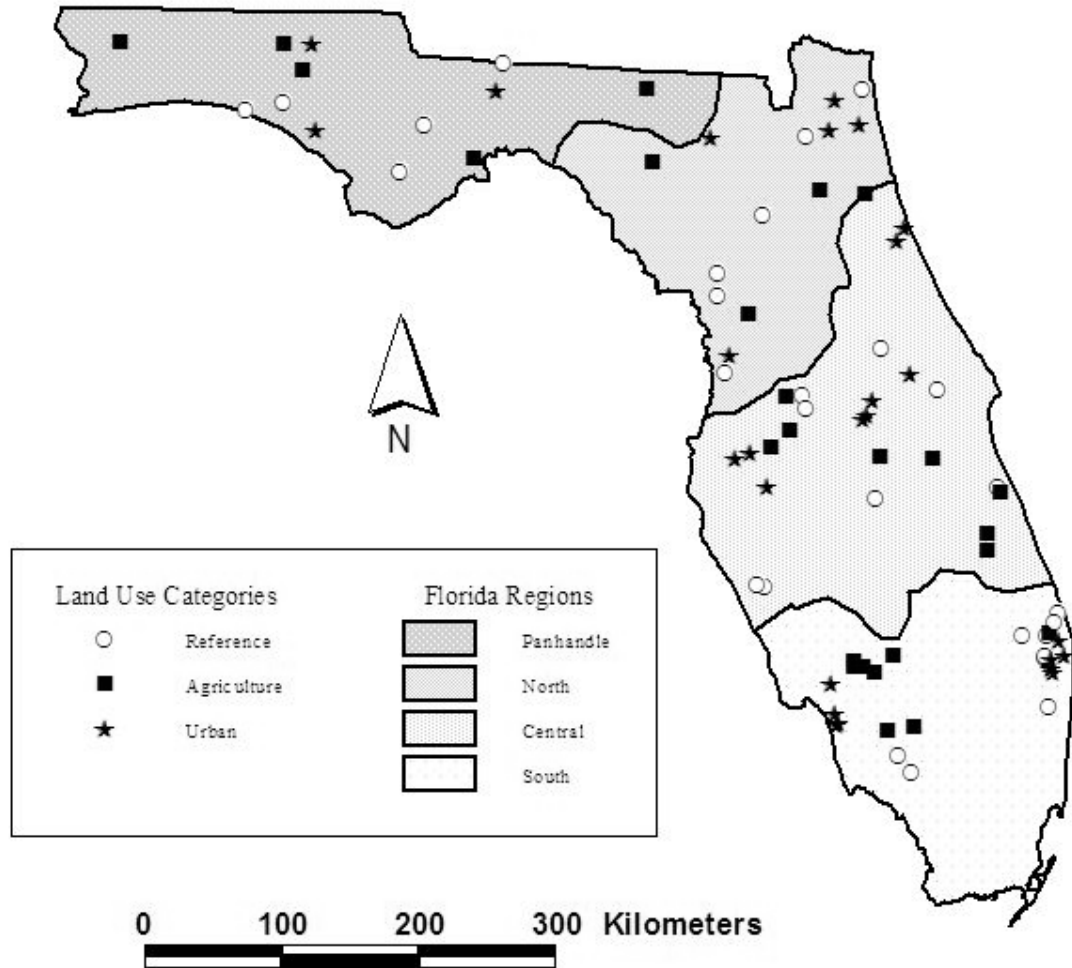 N
Land Use Categories
Reference
Agriculture
Urban
Florida Regions
Panhandle
North
Central
South
0 100 200 300 Kilometers